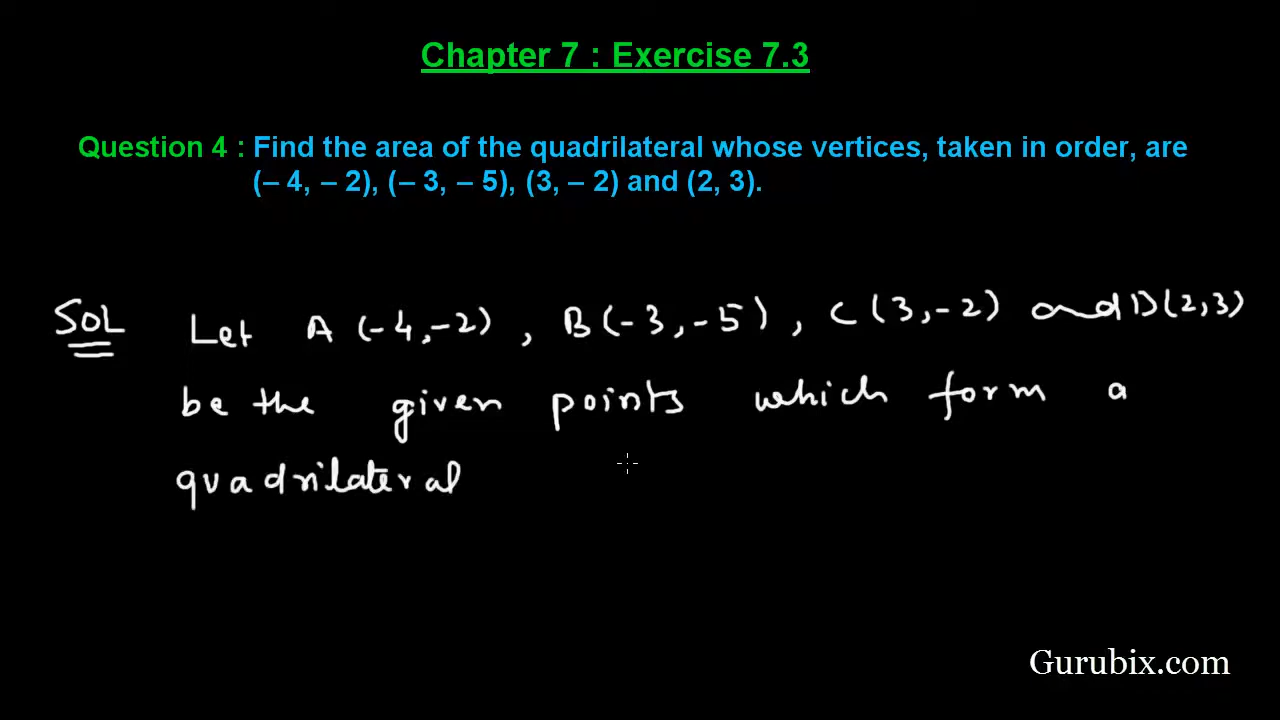 Chapter 7 : Exercise 7.3
Question 4 : Find the area of the quadrilateral whose vertices, taken in order, are
(– 4, – 2), (– 3, – 5), (3, – 2) and (2, 3).
SOL Let A (-4,-2) , B(-3,-5) , C(3,-2) and D(2,3)
be the given points which form a
quadrilateral
Gurubix.com